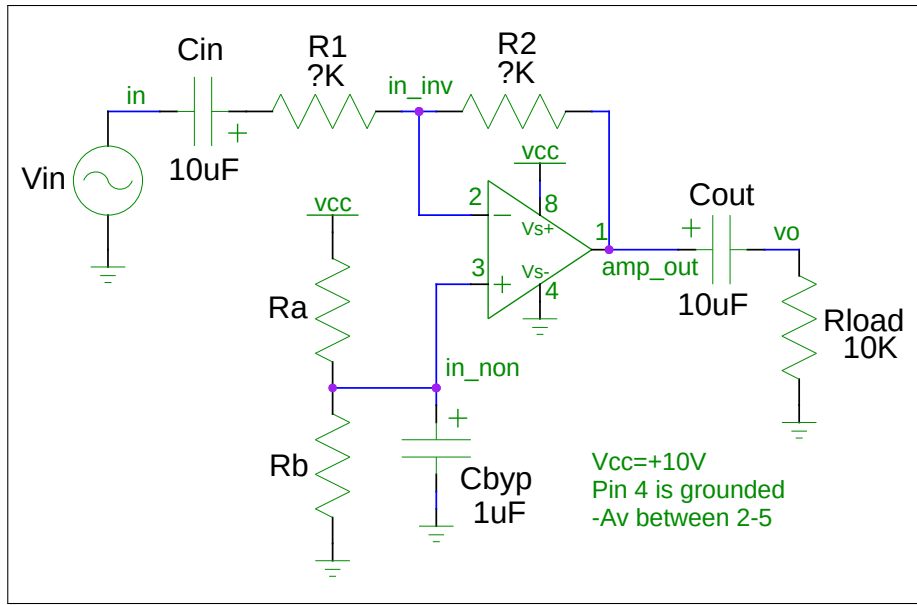 Cin
R1
?K
R2
?K
in
in_inv
+
10uF
Vin
vcc
vcc
2
8
Vs+
−
1
3
Vs-
+
4
amp_out
Cout
+
vo
10uF
Rload
10K
Ra
in_non
+
Rb
Cbyp
1uF
Vcc=+10V
Pin 4 is grounded
-Av between 2-5